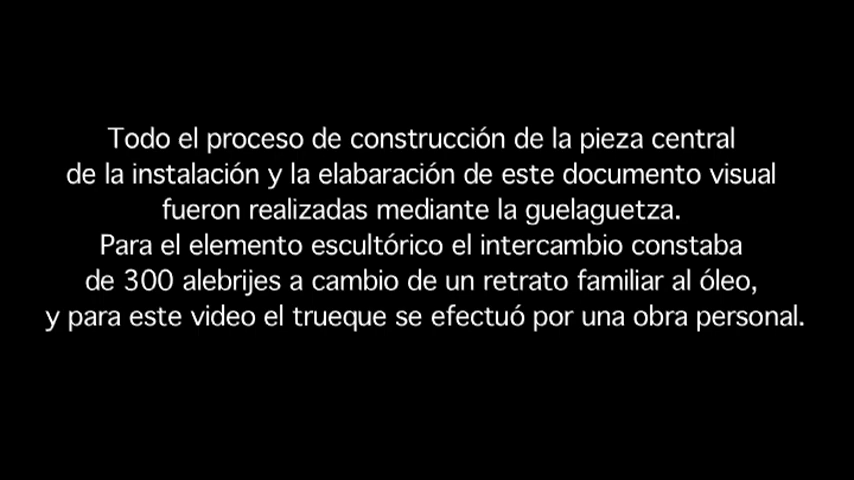 Todo el proceso de construcción de la pieza central
de la instalación y la elabaración de este documento visual
fueron realizadas mediante la guelaguetza.
Para el elemento escultórico el intercambio constaba
de 300 alebrijes a cambio de un retrato familiar al óleo,
y para este video el trueque se efectuó por una obra personal.